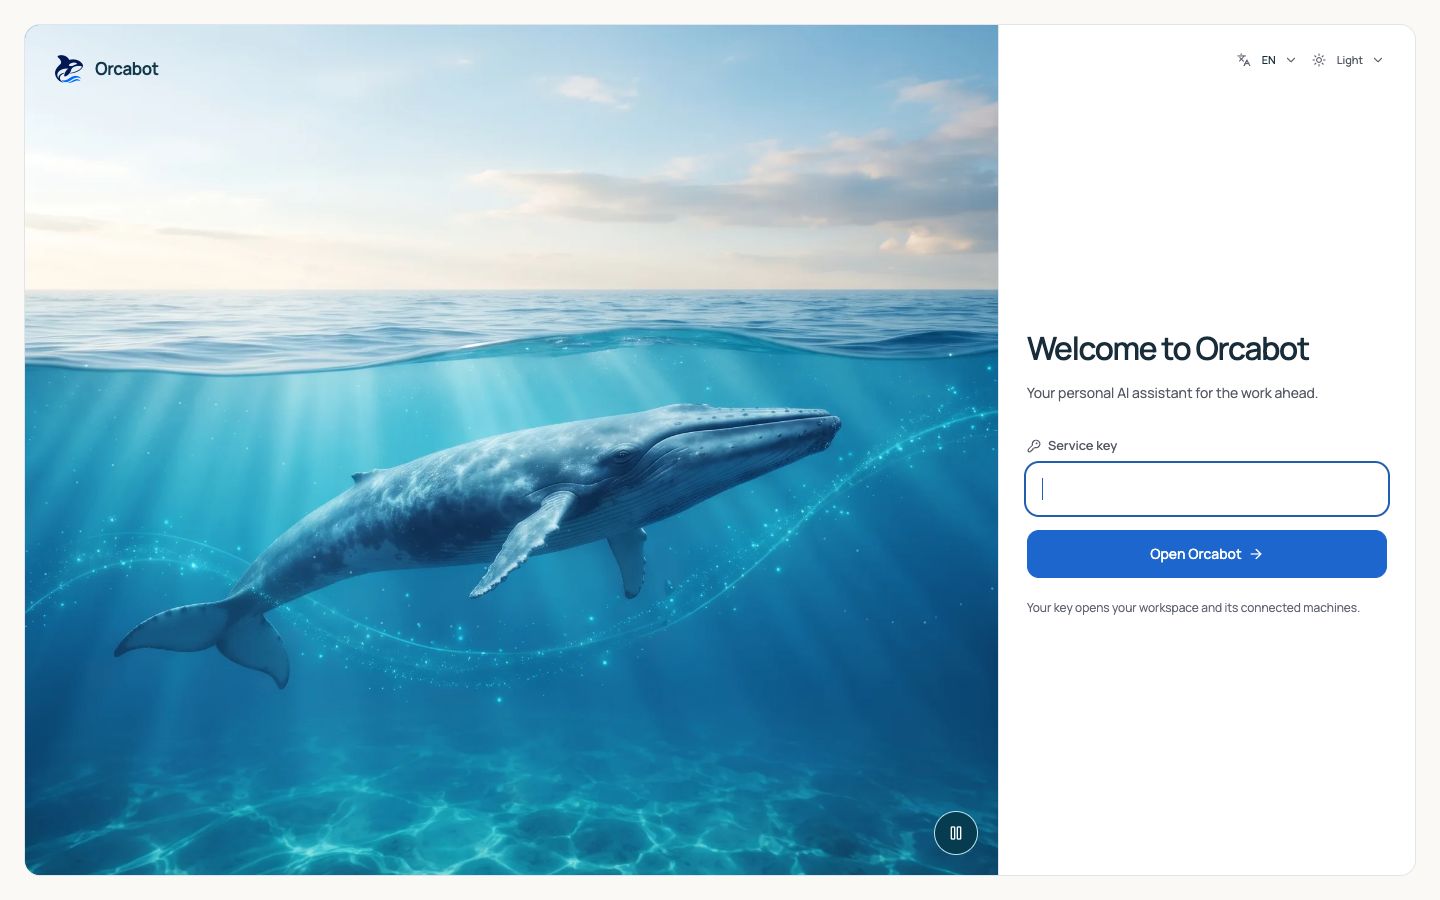 Orcabot
EN
Light
Welcome to Orcabot
Your personal AI assistant for the work ahead.
Service key
Open Orcabot
Your key opens your workspace and its connected machines.